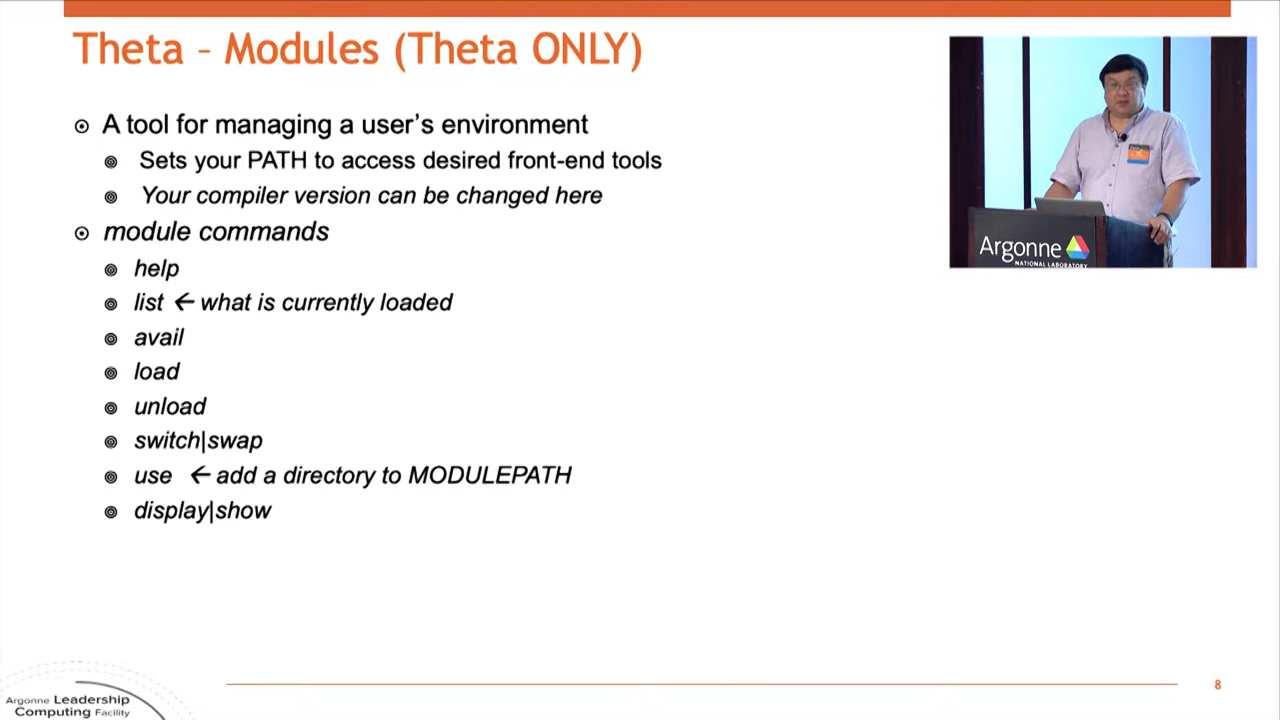 Theta – Modules (Theta ONLY)
A tool for managing a user's environment
Sets your PATH to access desired front-end tools
Your compiler version can be changed here
module commands
help
list ← what is currently loaded
avail
load
unload
switch|swap
use ← add a directory to MODULEPATH
display|show
Argonne
NATIONAL LABORATORY
Argonne Leadership
Computing Facility
8